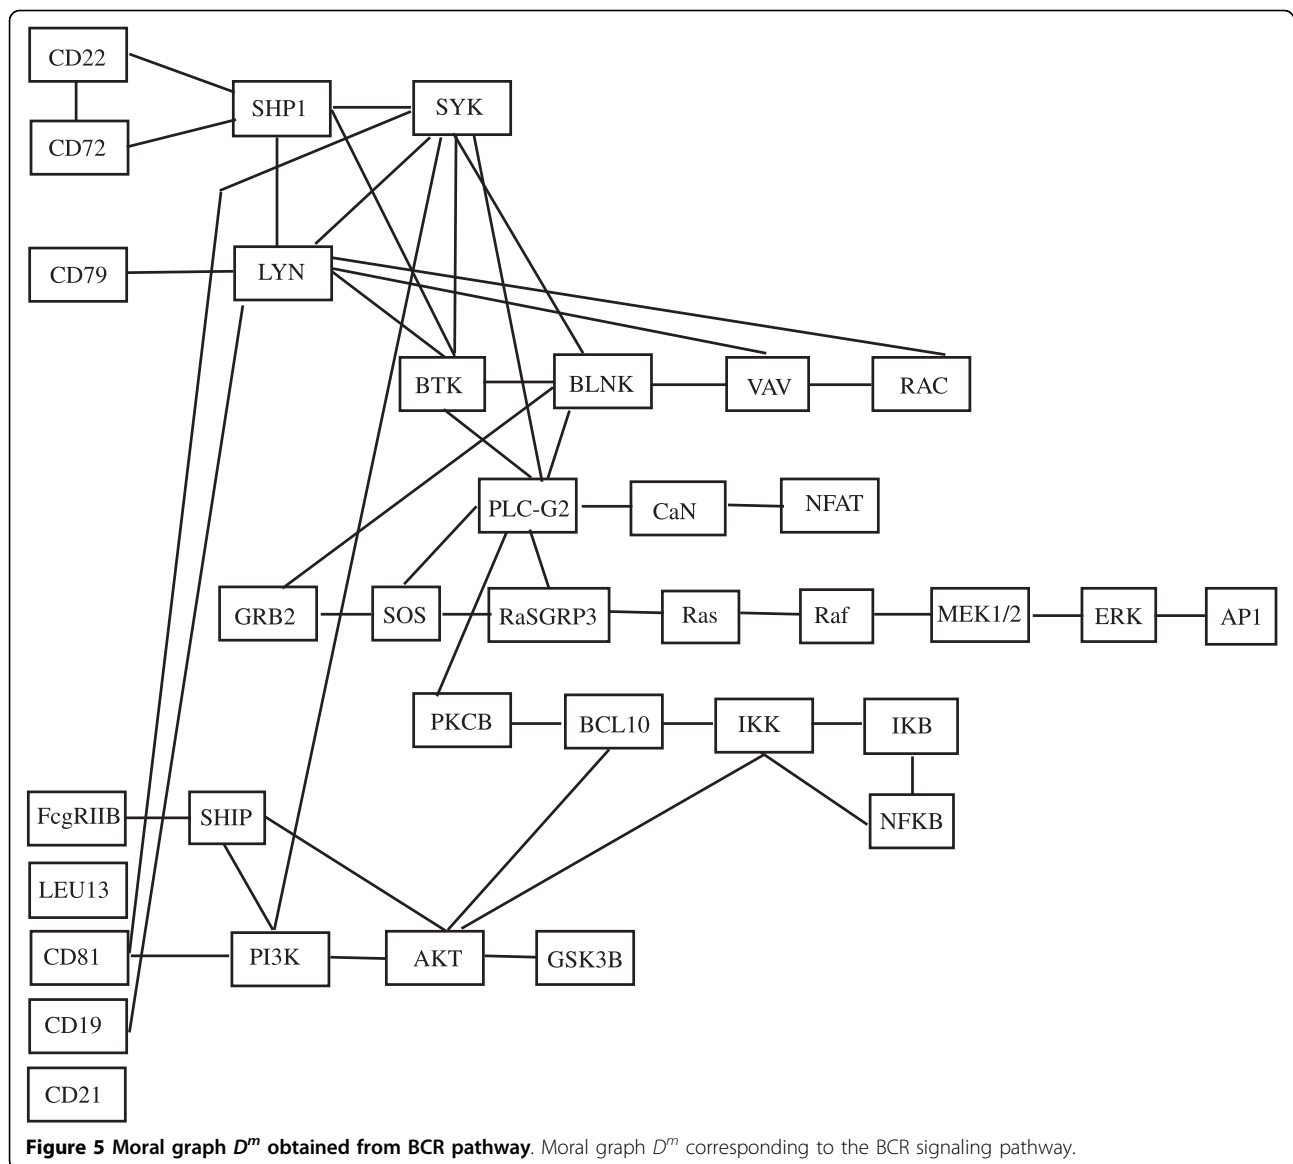 CD22
SHP1
SYK
CD72
CD79
LYN
BTK
BLNK
VAV
RAC
PLC-G2
CaN
NFAT
GRB2
SOS
RaSGRP3
Ras
Raf
MEK1/2
ERK
AP1
PKCB
BCL10
IKK
IKB
FcgRIIB
SHIP
NFKB
LEU13
CD81
PI3K
AKT
GSK3B
CD19
CD21
Figure 5 Moral graph Dᵐ obtained from BCR pathway. Moral graph Dᵐ corresponding to the BCR signaling pathway.